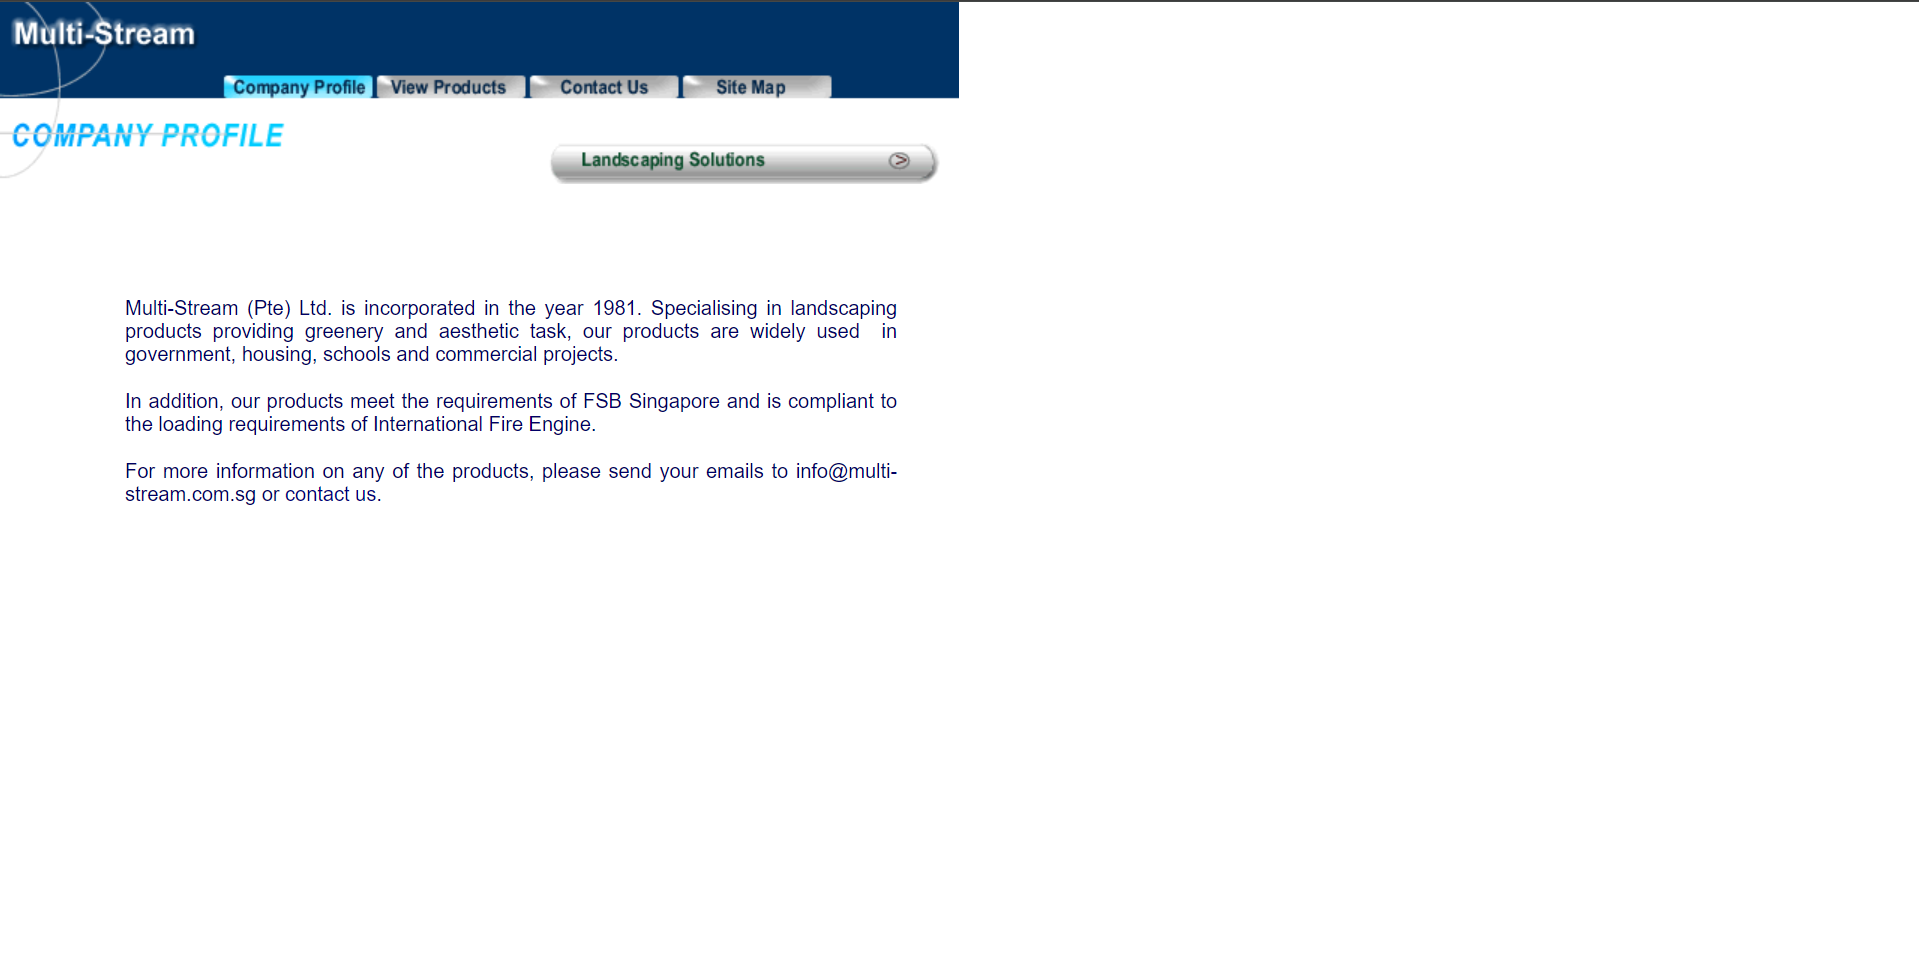 Multi-Stream
Company Profile View Products Contact Us Site Map
COMPANY PROFILE
Landscaping Solutions
Multi-Stream (Pte) Ltd. is incorporated in the year 1981. Specialising in landscaping
products providing greenery and aesthetic task, our products are widely used in
government, housing, schools and commercial projects.
In addition, our products meet the requirements of FSB Singapore and is compliant to
the loading requirements of International Fire Engine.
For more information on any of the products, please send your emails to info@multi-
stream.com.sg or contact us.